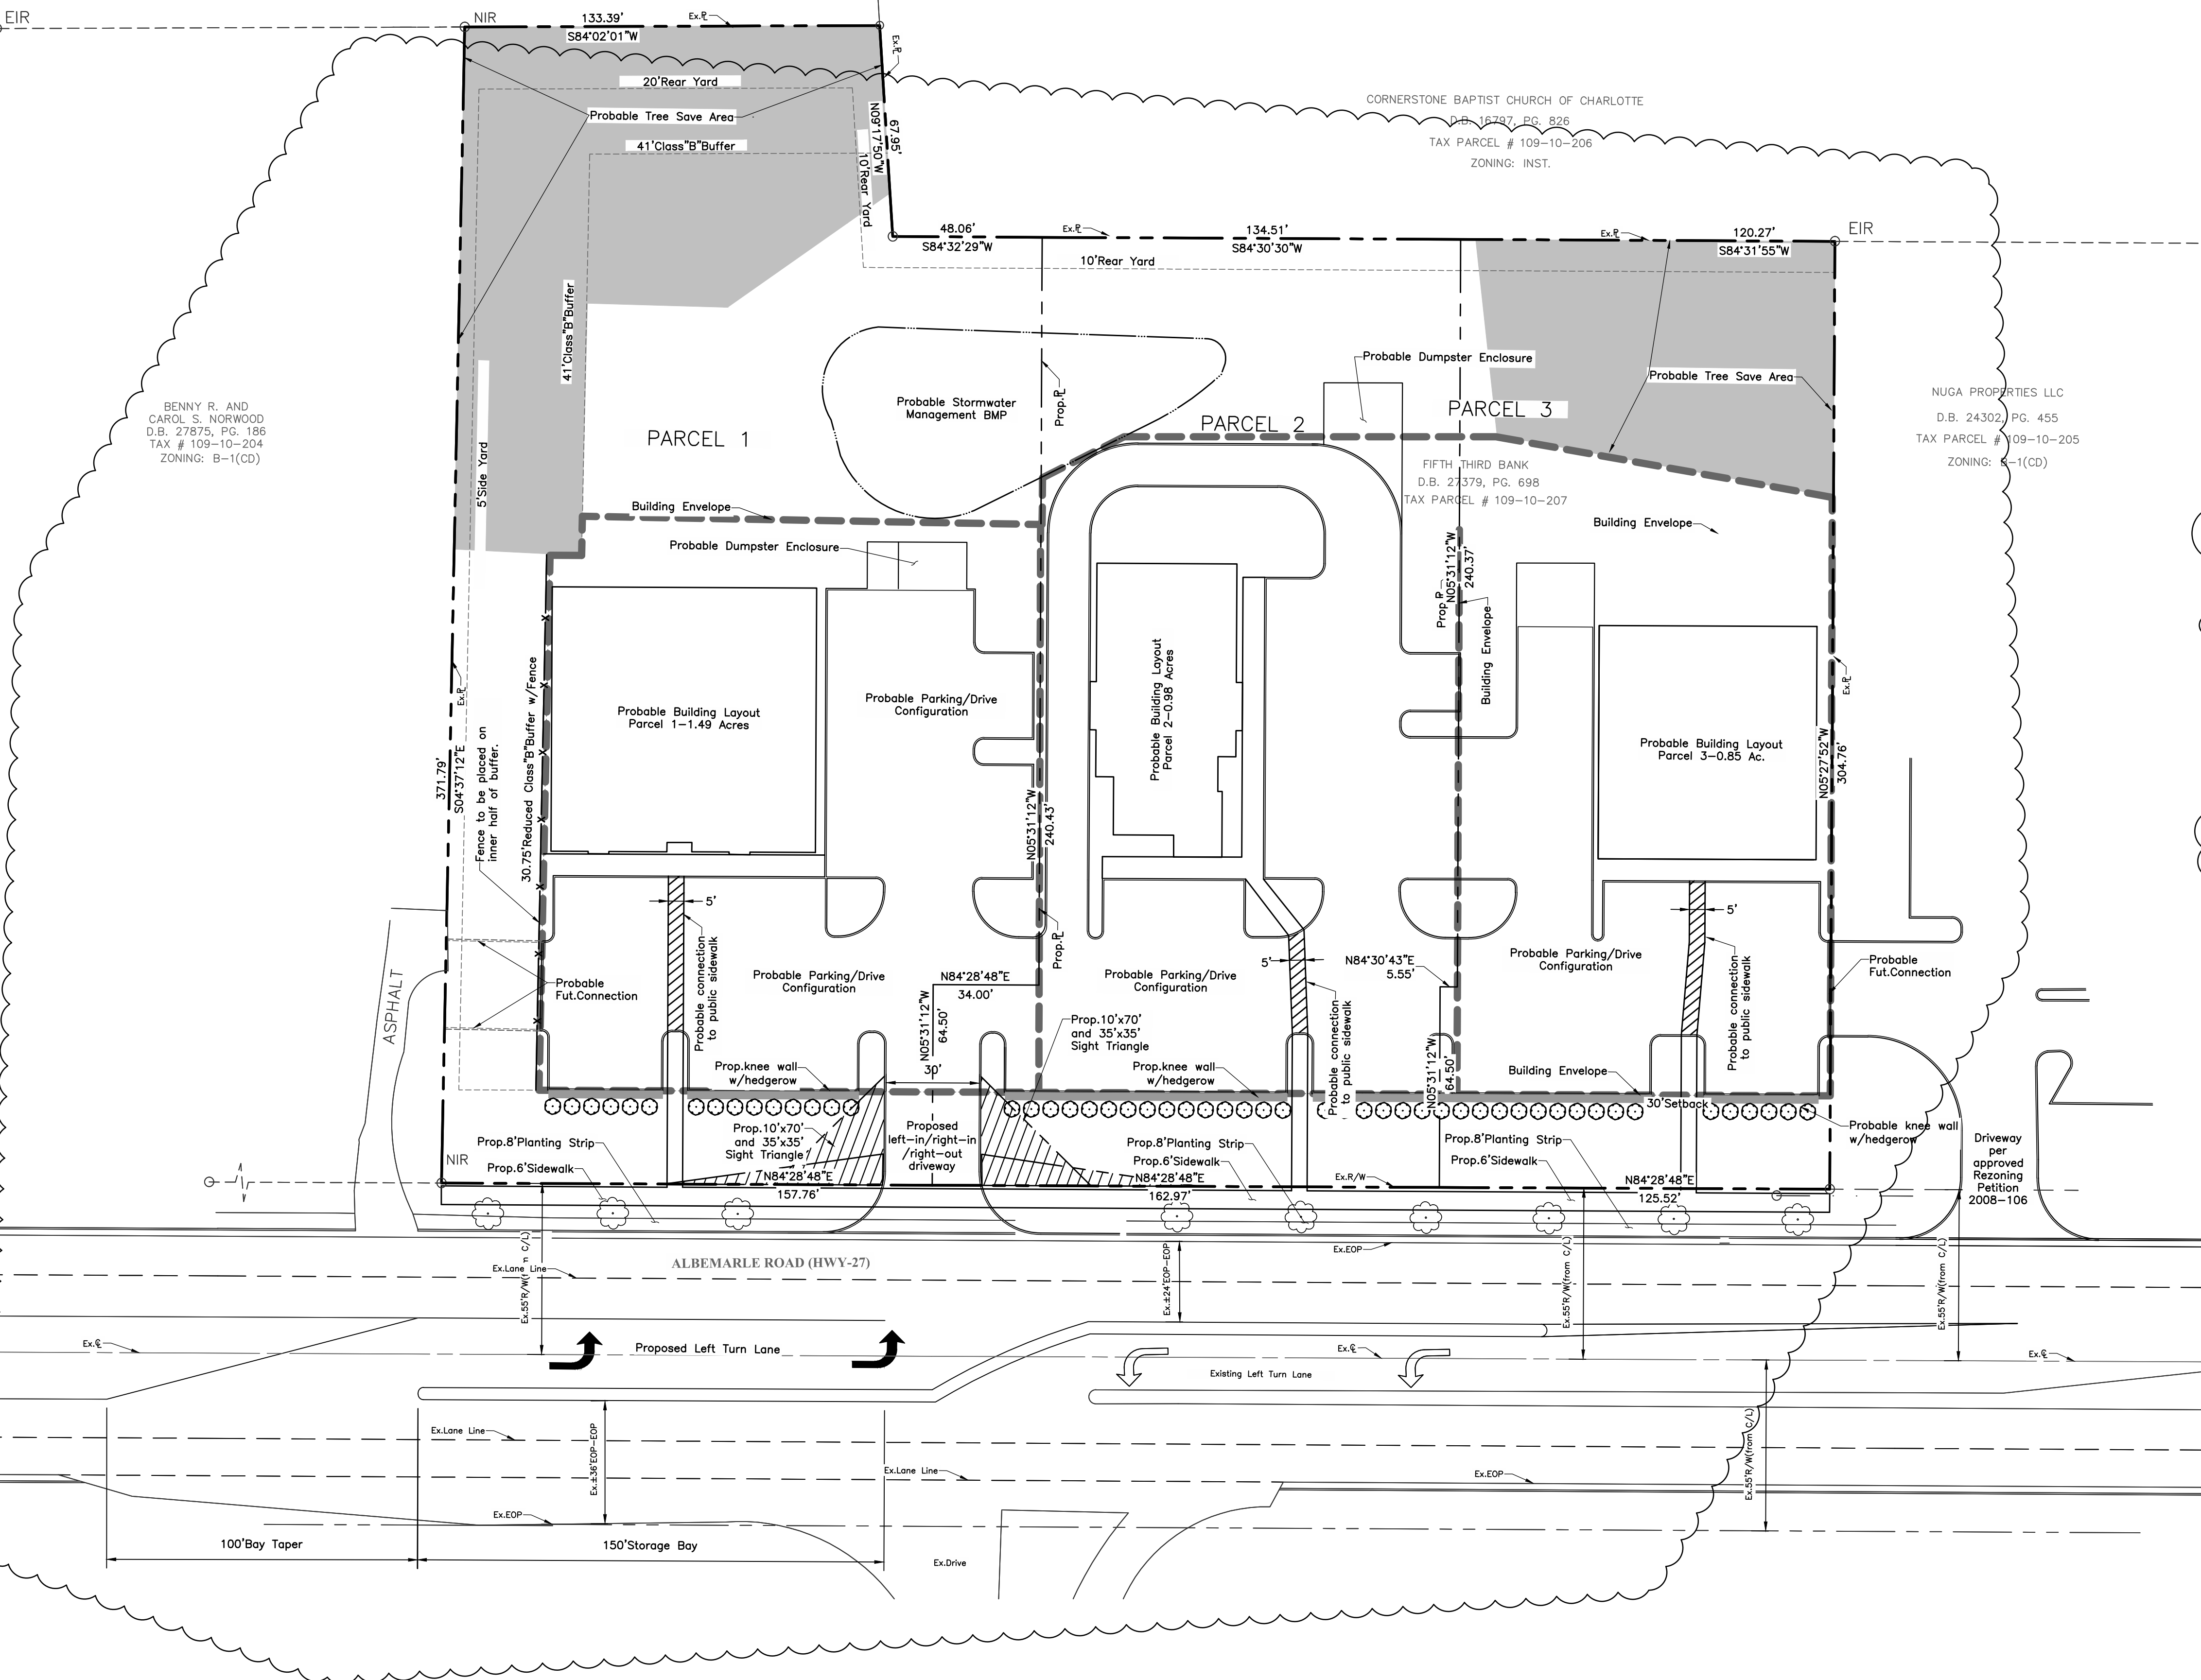 EIR
NIR
133.39'
S84°02'01"W
Ex.PL
Ex.PL
20'Rear Yard
Probable Tree Save Area
41'Class"B"Buffer
N09°17'50"W
67.95'
10'Rear Yard
CORNERSTONE BAPTIST CHURCH OF CHARLOTTE
D.B. 16797, PG. 826
TAX PARCEL # 109-10-206
ZONING: INST.
48.06'
S84°32'29"W
Ex.PL
134.51'
S84°30'30"W
Ex.PL
120.27'
S84°31'55"W
EIR
10'Rear Yard
41'Class"B"Buffer
5'Side Yard
BENNY R. AND
CAROL S. NORWOOD
D.B. 27875, PG. 186
TAX # 109-10-204
ZONING: B-1(CD)
PARCEL 1
Probable Stormwater
Management BMP
Prop.PL
PARCEL 2
Probable Dumpster Enclosure
PARCEL 3
Probable Tree Save Area
NUGA PROPERTIES LLC
D.B. 24302, PG. 455
TAX PARCEL # 109-10-205
ZONING: B-1(CD)
FIFTH THIRD BANK
D.B. 27379, PG. 698
TAX PARCEL # 109-10-207
Building Envelope
Building Envelope
Probable Dumpster Enclosure
Prop.PL
N05°31'12"W
240.37'
Building Envelope
Ex.PL
371.79'
S04°37'12"E
Fence to be placed on
inner half of buffer.
30.75'Reduced Class"B"Buffer w/Fence
Probable Building Layout
Parcel 1-1.49 Acres
Probable Parking/Drive
Configuration
Probable Building Layout
Parcel 2-0.98 Acres
Probable Building Layout
Parcel 3-0.85 Ac.
Ex.PL
N05°27'52"W
304.76'
N05°31'12"W
240.43'
5'
Probable connection
to public sidewalk
Prop.PL
5'
5'
Probable
Fut.Connection
Probable Parking/Drive
Configuration
N84°28'48"E
34.00'
N05°31'12"W
64.50'
30'
Probable Parking/Drive
Configuration
N84°30'43"E
5.55'
Probable connection
to public sidewalk
N05°31'12"W
64.50'
Probable Parking/Drive
Configuration
Probable connection
to public sidewalk
Probable
Fut.Connection
ASPHALT
Prop.10'x70'
and 35'x35'
Sight Triangle
Prop.knee wall
w/hedgerow
Prop.knee wall
w/hedgerow
Building Envelope
30'Setback
Probable knee wall
w/hedgerow
Driveway
per
approved
Rezoning
Petition
2008-106
NIR
Prop.8'Planting Strip
Prop.6'Sidewalk
Prop.10'x70'
and 35'x35'
Sight Triangle
Proposed
left-in/right-in
/right-out
driveway
Prop.8'Planting Strip
Prop.6'Sidewalk
Prop.8'Planting Strip
Prop.6'Sidewalk
N84°28'48"E
157.76'
N84°28'48"E
162.97'
Ex.R/W
N84°28'48"E
125.52'
ALBEMARLE ROAD (HWY-27)
Ex.EOP
Ex.Lane Line
Ex.±24'EOP-EOP
Ex.55'R/W(from C/L)
Ex.55'R/W(from C/L)
Ex.CL
Proposed Left Turn Lane
Existing Left Turn Lane
Ex.CL
Ex.CL
Ex.Lane Line
Ex.±36'EOP-EOP
Ex.Lane Line
Ex.EOP
Ex.55'R/W(from C/L)
Ex.EOP
100'Bay Taper
150'Storage Bay
Ex.Drive